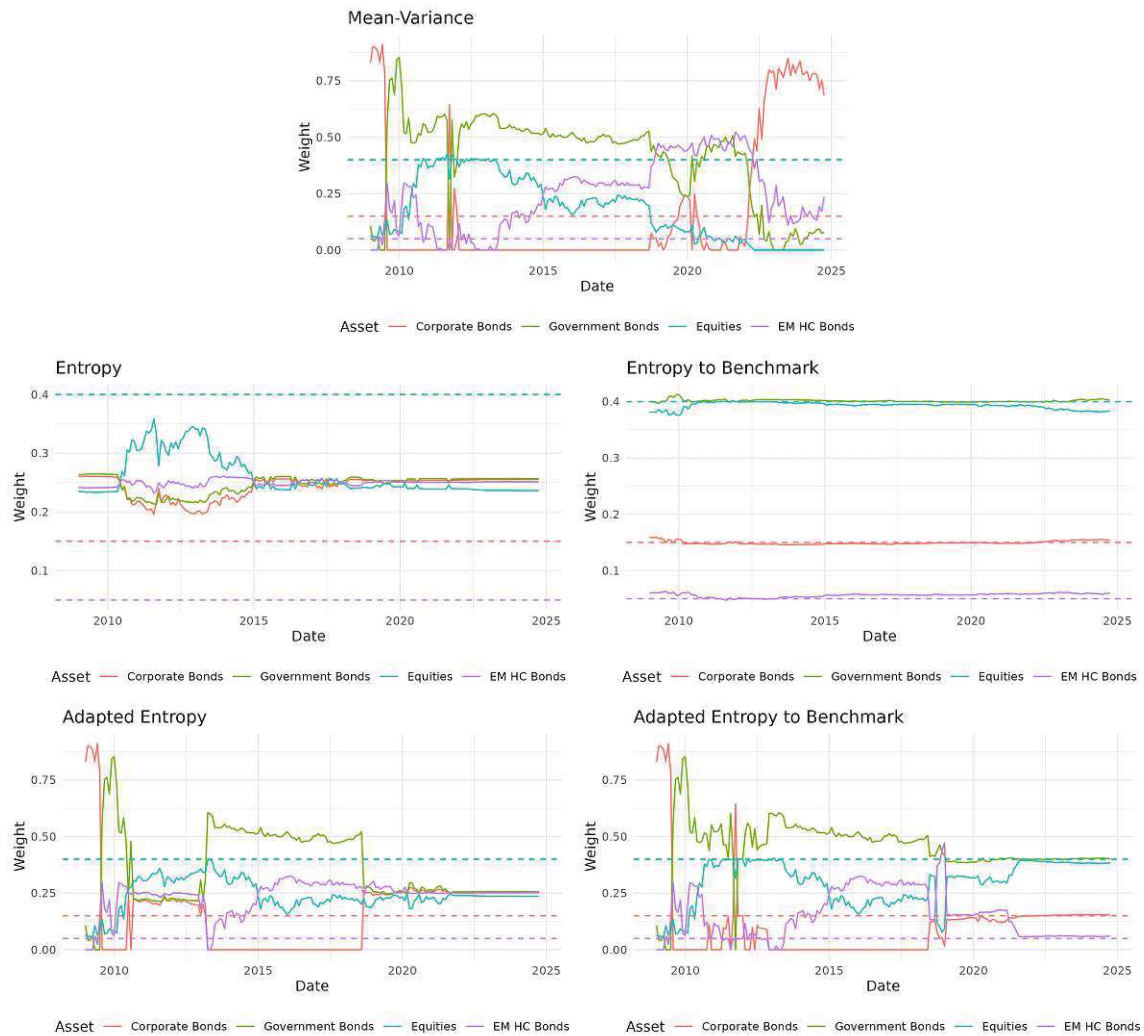 Mean-Variance
0.75
0.50
0.25
0.00
Weight
2010 2015 2020 2025
Date
Asset Corporate Bonds Government Bonds Equities EM HC Bonds
Entropy
0.4
0.3
0.2
0.1
Weight
2010 2015 2020 2025
Date
Asset Corporate Bonds Government Bonds Equities EM HC Bonds
Entropy to Benchmark
0.4
0.3
0.2
0.1
Weight
2010 2015 2020 2025
Date
Asset Corporate Bonds Government Bonds Equities EM HC Bonds
Adapted Entropy
0.75
0.50
0.25
0.00
Weight
2010 2015 2020 2025
Date
Asset Corporate Bonds Government Bonds Equities EM HC Bonds
Adapted Entropy to Benchmark
0.75
0.50
0.25
0.00
Weight
2010 2015 2020 2025
Date
Asset Corporate Bonds Government Bonds Equities EM HC Bonds